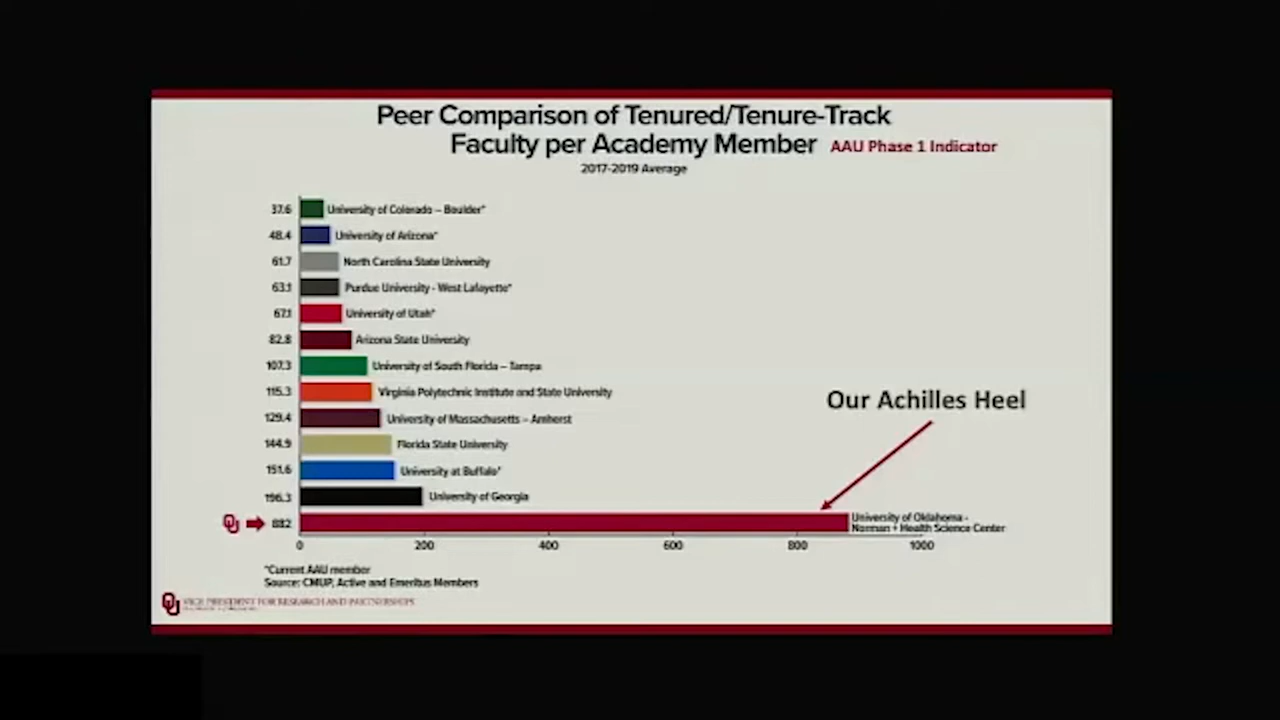 Peer Comparison of Tenured/Tenure-Track
Faculty per Academy Member AAU Phase 1 Indicator
2017-2019 Average
37.6 University of Colorado – Boulder*
48.4 University of Arizona*
61.7 North Carolina State University
63.1 Purdue University - West Lafayette*
67.1 University of Utah*
82.8 Arizona State University
107.3 University of South Florida – Tampa
115.3 Virginia Polytechnic Institute and State University
129.4 University of Massachusetts – Amherst
Our Achilles Heel
144.9 Florida State University
151.6 University at Buffalo*
196.3 University of Georgia
OU 882 University of Oklahoma -
Norman + Health Science Center
0 200 400 600 800 1000
*Current AAU member
Source: CMUP, Active and Emeritus Members
OU VICE PRESIDENT FOR RESEARCH AND PARTNERSHIPS